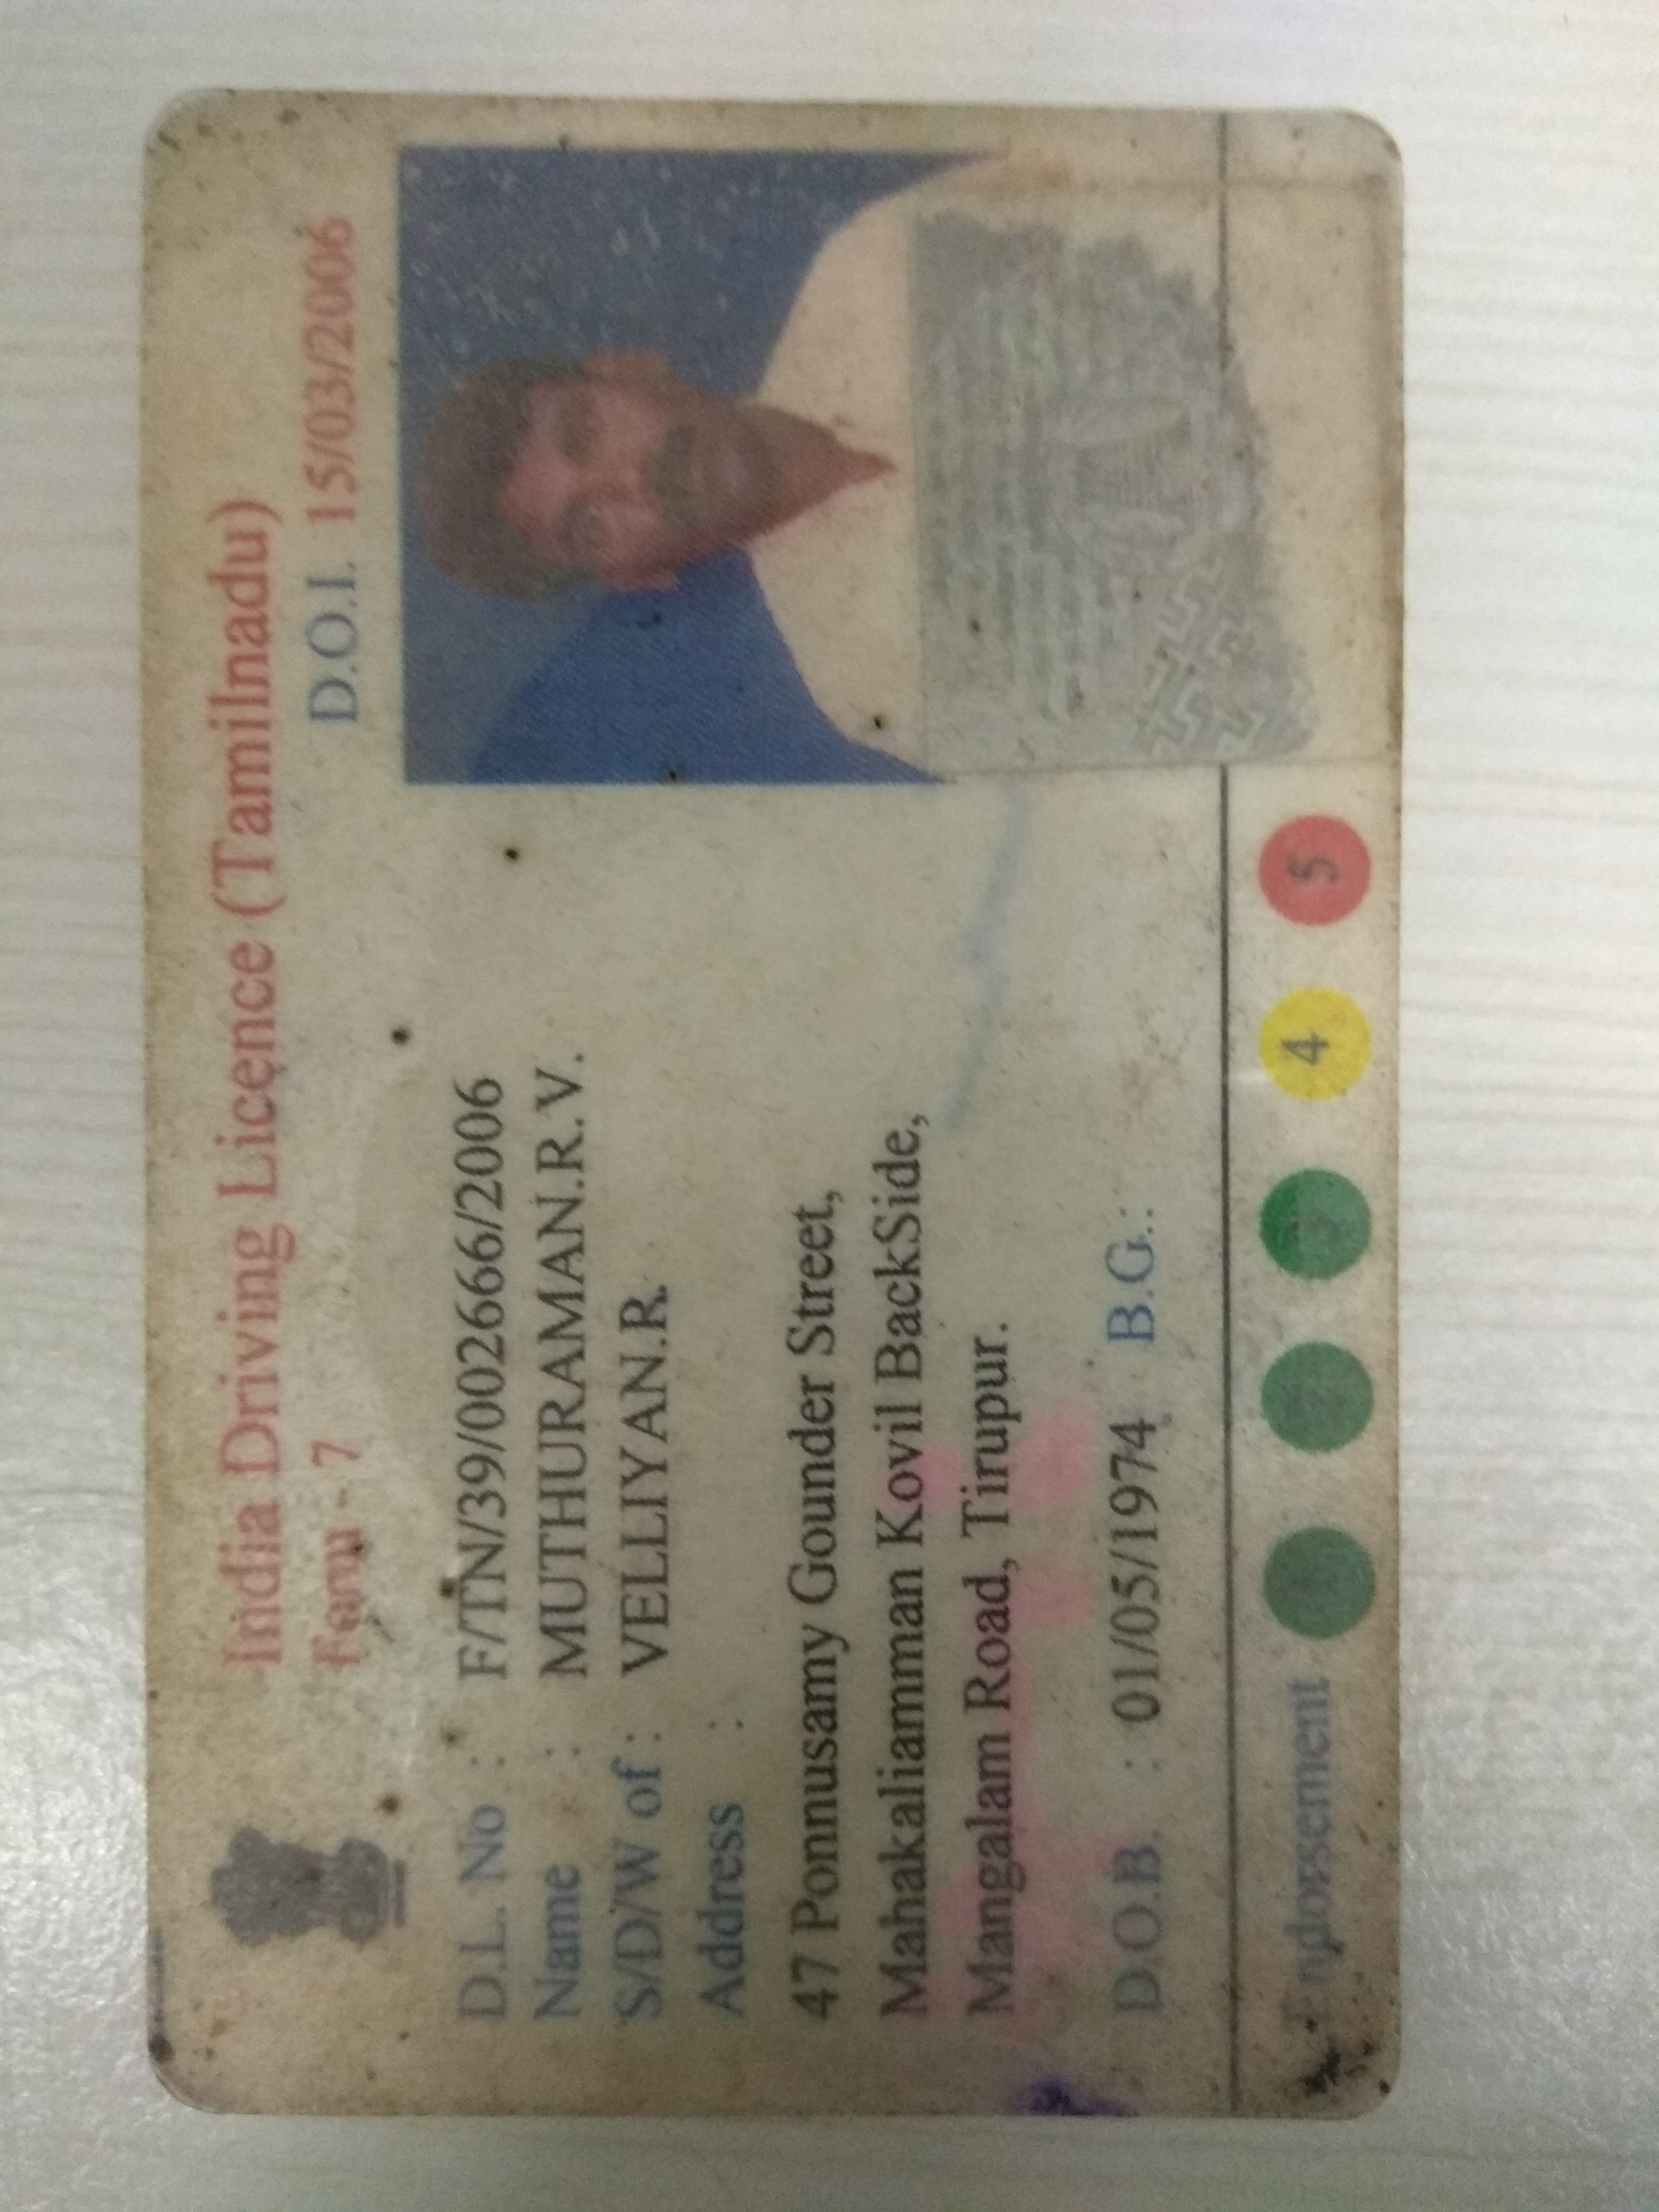 India Driving Licence (Tamilnadu)
Form - 7
D.O.I. 15/03/2006
D.L. No : F/TN/39/002666/2006
Name : MUTHURAMAN.R.V.
S/D/W of : VELLIYAN.R.
Address :
47 Ponnusamy Gounder Street,
Mahakaliamman Kovil BackSide,
Mangalam Road, Tirupur.
D.O.B. : 01/05/1974 B.G.:
Endorsement 3 4 5